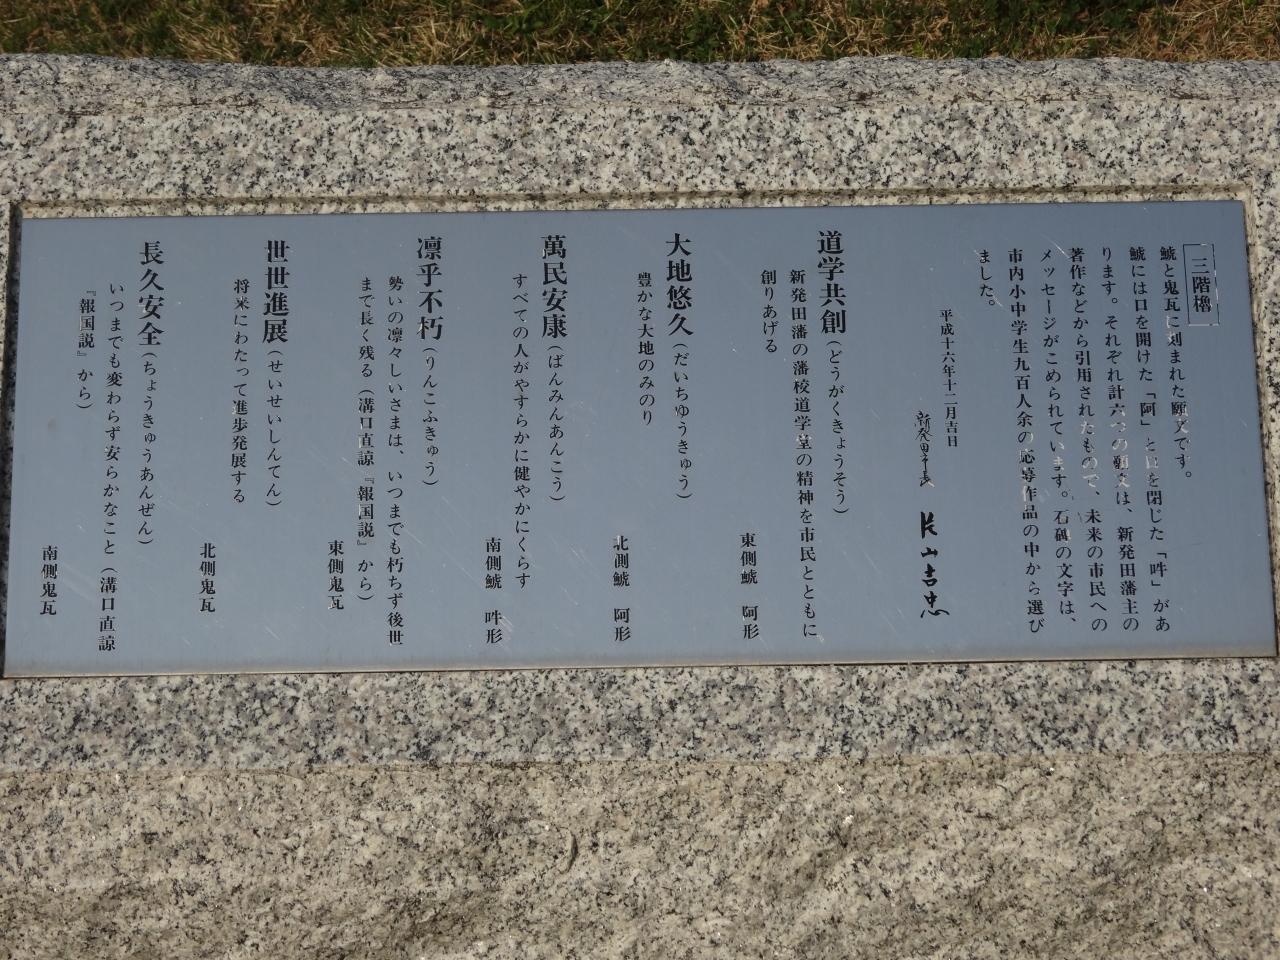 三階櫓
鯱と鬼瓦に刻まれた願文です。
鯱には口を開けた「阿」と口を閉じた「吽」があ
ります。それぞれ計六つの願文は、新発田藩主の
著作などから引用されたもので、未来の市民への
メッセージがこめられています。石碑の文字は、
市内小中学生九百人余の応募作品の中から選び
ました。
平成十六年十二月吉日
新発田市長 片山吉忠
道学共創(どうがくきょうそう)
新発田藩の藩校道学堂の精神を市民とともに
創りあげる
東側鯱 阿形
大地悠久(だいちゆうきゅう)
豊かな大地のみのり
北側鯱 阿形
萬民安康(ばんみんあんこう)
すべての人がやすらかに健やかにくらす
南側鯱 吽形
凛乎不朽(りんこふきゅう)
勢いの凛々しいさまは、いつまでも朽ちず後世
まで長く残る(溝口直諒『報国説』から)
東側鬼瓦
世世進展(せいせいしんてん)
将来にわたって進歩発展する
北側鬼瓦
長久安全(ちょうきゅうあんぜん)
いつまでも変わらず安らかなこと(溝口直諒
『報国説』から)
南側鬼瓦